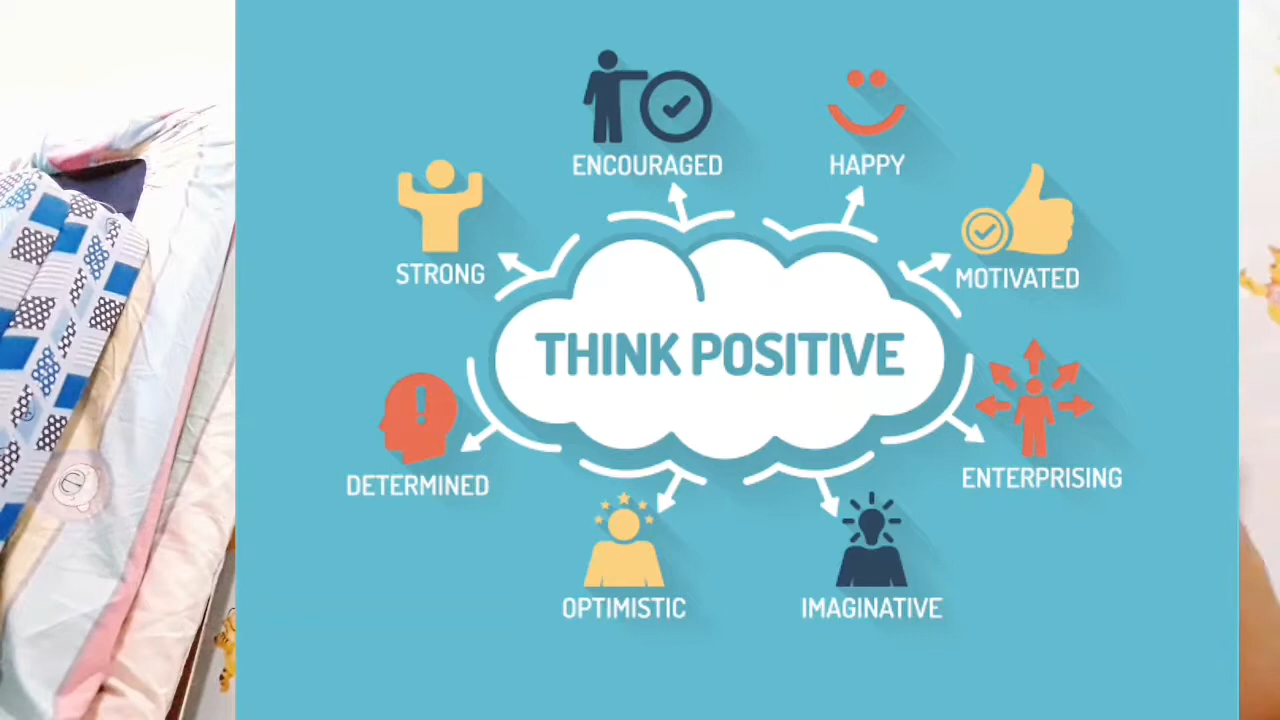 ENCOURAGED
HAPPY
STRONG
MOTIVATED
THINK POSITIVE
DETERMINED
ENTERPRISING
OPTIMISTIC
IMAGINATIVE